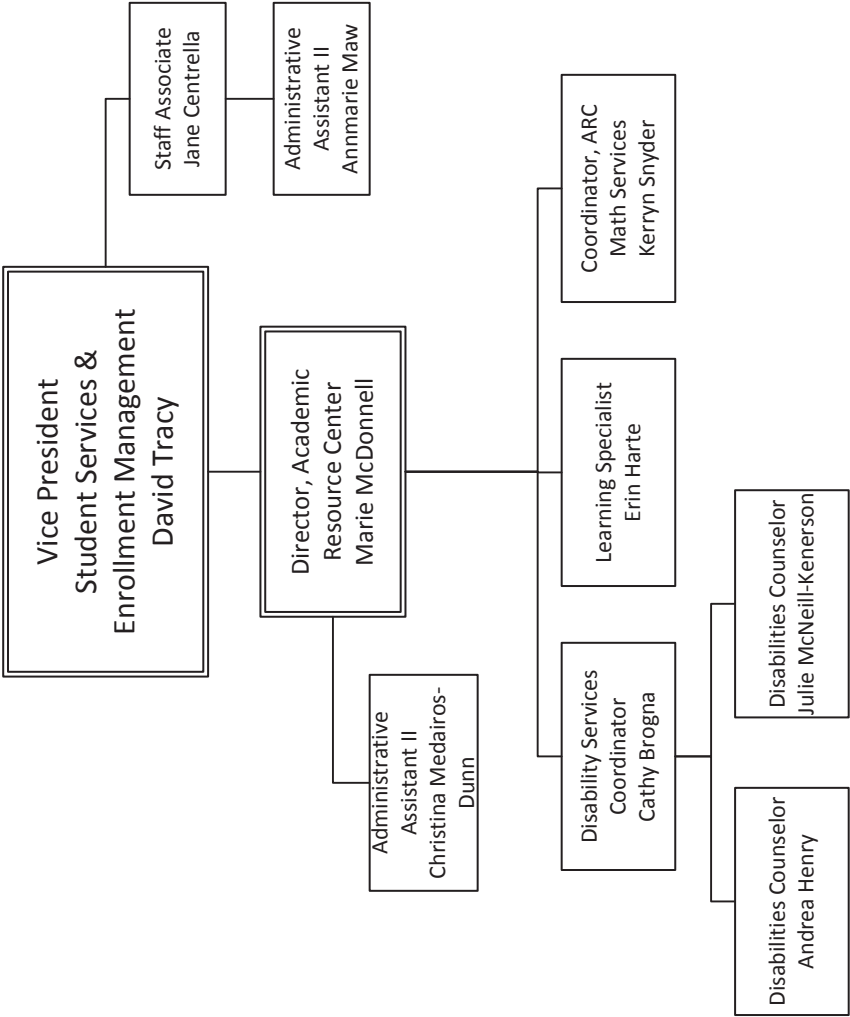 Vice President
Student Services &
Enrollment Management
David Tracy
Staff Associate
Jane Centrella
Administrative
Assistant II
Annmarie Maw
Director, Academic
Resource Center
Marie McDonnell
Administrative
Assistant II
Christina Medairos-
Dunn
Disability Services
Coordinator
Cathy Brogna
Learning Specialist
Erin Harte
Coordinator, ARC
Math Services
Kerryn Snyder
Disabilities Counselor
Andrea Henry
Disabilities Counselor
Julie McNeill-Kenerson